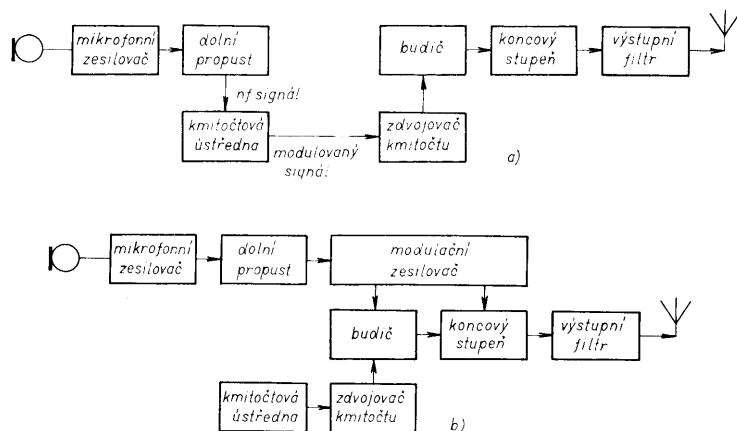 mikrofonní
zesilovač
dolní
propust
budič
koncový
stupeň
výstupní
filtr
nf signál
kmitočtová
ústředna
modulovaný
signál
zdvojovač
kmitočtu
a)
mikrofonní
zesilovač
dolní
propust
modulační
zesilovač
budič
koncový
stupeň
výstupní
filtr
kmitočtová
ústředna
zdvojovač
kmitočtu
b)